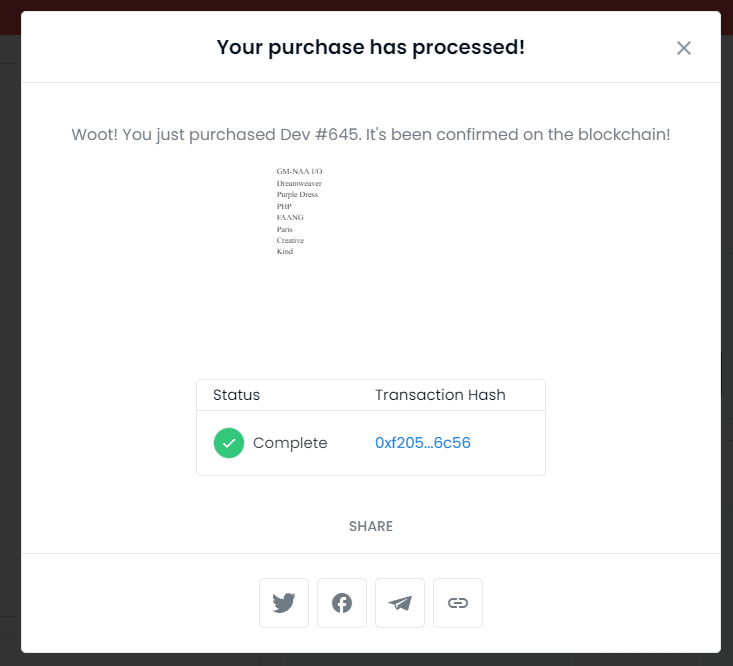 Your purchase has processed!
Woot! You just purchased Dev #645. It's been confirmed on the blockchain!
GM-NAA I/O
Dreamweaver
Purple Dress
PHP
FAANG
Paris
Creative
Kind
Status Transaction Hash
Complete 0xf205...6c56
SHARE